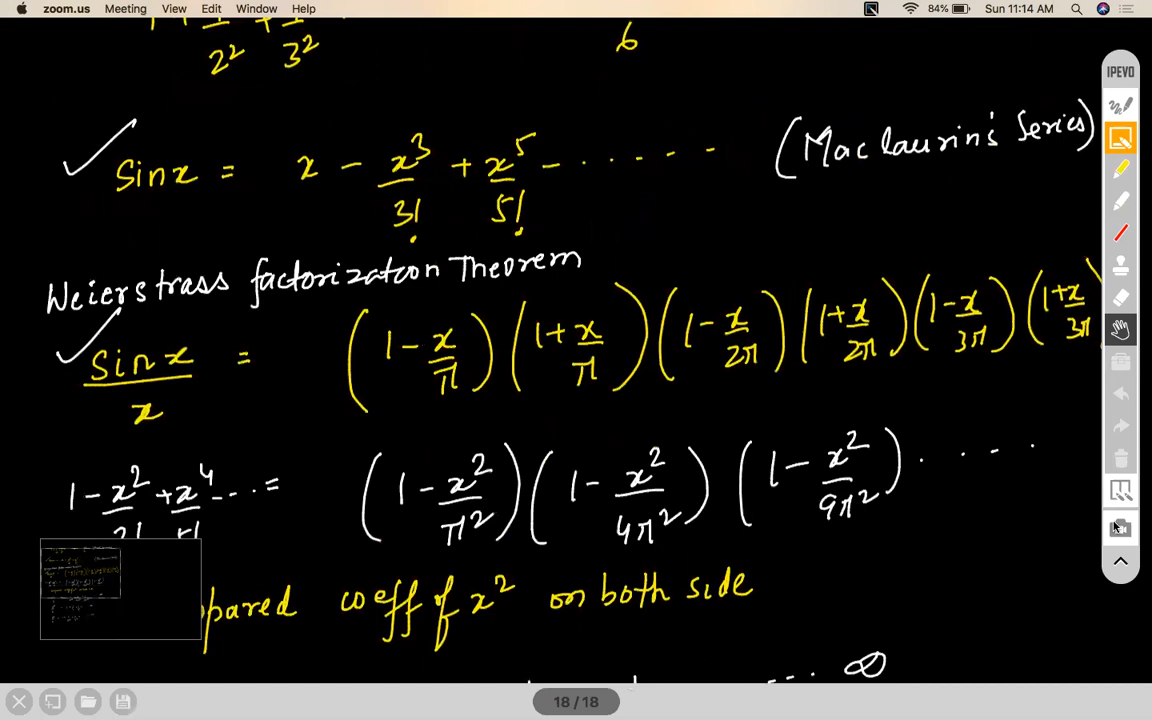 zoom.us Meeting View Edit Window Help 84% Sun 11:14 AM
2² 3² 6
Sinx = x - x³/3! + x⁵/5! - ...... (Maclaurin's Series)
IPEVO
Weierstrass factorization Theorem
Sinx/x = (1 - x/π)(1 + x/π)(1 - x/2π)(1 + x/2π)(1 - x/3π)(1 + x/3π)
1 - x²/3! + x⁴/5! ... = (1 - x²/π²)(1 - x²/4π²)(1 - x²/9π²) ....
pared coeff of x² on both side
... ∞
18 / 18